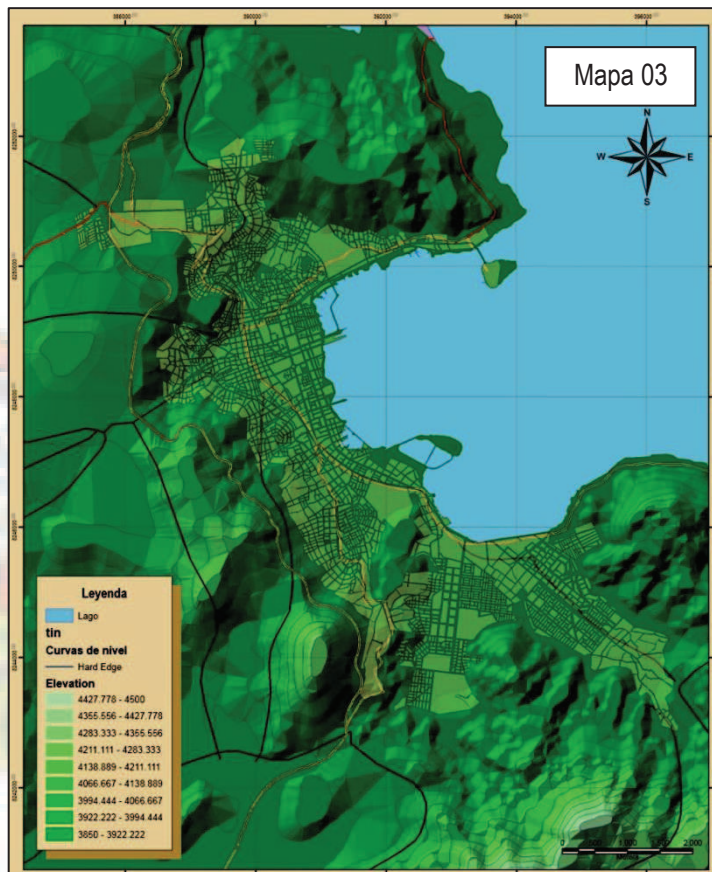 Mapa 03
N
W
E
S
Leyenda
Lago
tin
Curvas de nivel
Hard Edge
Elevation
4427.778 - 4500
4355.556 - 4427.778
4283.333 - 4355.556
4211.111 - 4283.333
4138.889 - 4211.111
4066.667 - 4138.889
3994.444 - 4066.667
3922.222 - 3994.444
3850 - 3922.222